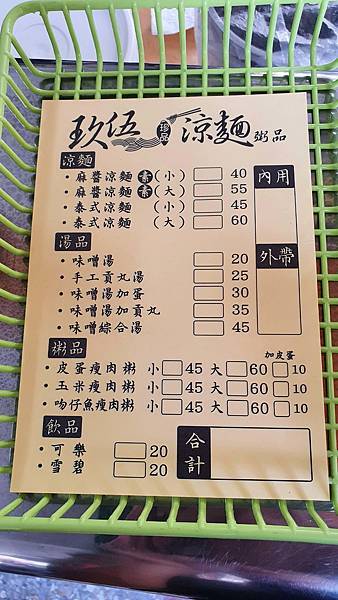 玖伍 珍品 涼麵 粥品
涼麵
・麻醬涼麵 素(小) 40
・麻醬涼麵 素(大) 55
・泰式涼麵 (小) 45
・泰式涼麵 (大) 60
內用
外帶
湯品
・味噌湯 20
・手工貢丸湯 25
・味噌湯加蛋 30
・味噌湯加貢丸 35
・味噌綜合湯 45
粥品 加皮蛋
・皮蛋瘦肉粥 小 45 大 60 10
・玉米瘦肉粥 小 45 大 60 10
・吻仔魚瘦肉粥 小 45 大 60 10
飲品
・可樂 20
・雪碧 20
合計